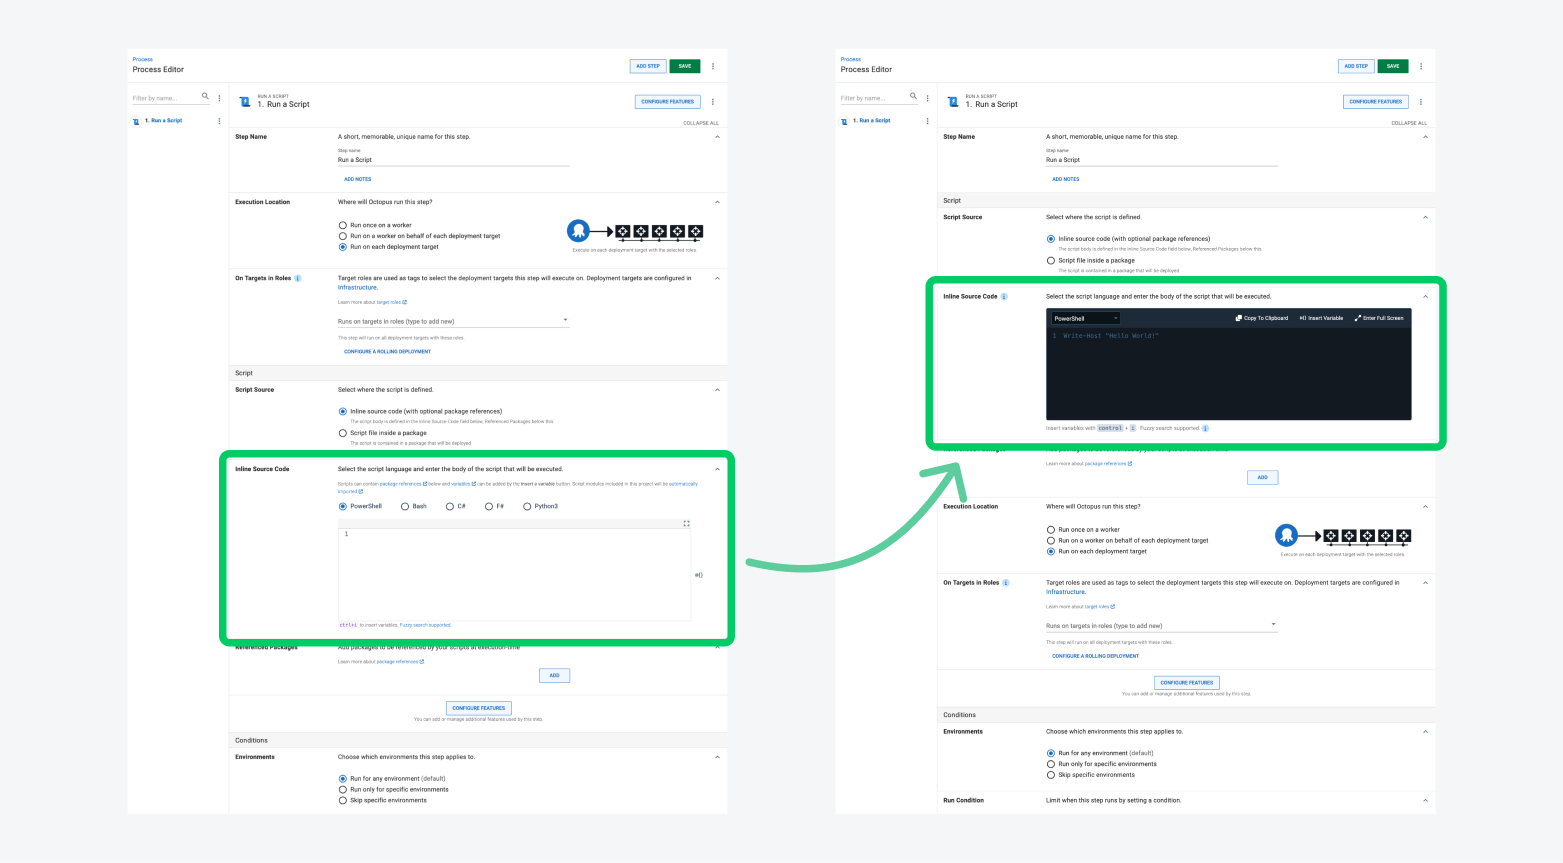 Process
Process Editor
ADD STEP
SAVE
Filter by name...
1. Run a Script
RUN A SCRIPT
1. Run a Script
CONFIGURE FEATURES
COLLAPSE ALL
Step Name
A short, memorable, unique name for this step.
Step name
Run a Script
ADD NOTES
Execution Location
Where will Octopus run this step?
Run once on a worker
Run on a worker on behalf of each deployment target
Run on each deployment target
Execute on each deployment target with the selected roles.
On Targets in Roles
Target roles are used as tags to select the deployment targets this step will execute on. Deployment targets are configured in
Infrastructure.
Learn more about target roles
Runs on targets in roles (type to add new)
This step will run on all deployment targets with these roles
CONFIGURE A ROLLING DEPLOYMENT
Script
Script Source
Select where the script is defined.
Inline source code (with optional package references)
The script body is defined in the Inline Source Code field below, Referenced Packages below this
Script file inside a package
The script is contained in a package that will be deployed
Inline Source Code
Select the script language and enter the body of the script that will be executed.
Scripts can contain package references below and variables can be added by the Insert a variable button. Script modules included in this project will be automatically
imported
PowerShell
Bash
C#
F#
Python3
1
ctrl+i to insert variables. Fuzzy search supported.
Referenced Packages
Add packages to be referenced by your scripts at execution-time
Learn more about package references
ADD
CONFIGURE FEATURES
You can add or manage additional features used by this step.
Conditions
Environments
Choose which environments this step applies to.
Run for any environment (default)
Run only for specific environments
Skip specific environments
Process
Process Editor
ADD STEP
SAVE
Filter by name...
1. Run a Script
RUN A SCRIPT
1. Run a Script
CONFIGURE FEATURES
COLLAPSE ALL
Step Name
A short, memorable, unique name for this step.
Step name
Run a Script
ADD NOTES
Script
Script Source
Select where the script is defined.
Inline source code (with optional package references)
The script body is defined in the Inline Source Code field below, Referenced Packages below this
Script file inside a package
The script is contained in a package that will be deployed
Inline Source Code
Select the script language and enter the body of the script that will be executed.
PowerShell
Copy To Clipboard
Insert Variable
Enter Full Screen
1 Write-Host "Hello World!"
Insert variables with control + i. Fuzzy search supported.
Learn more about package references
ADD
Execution Location
Where will Octopus run this step?
Run once on a worker
Run on a worker on behalf of each deployment target
Run on each deployment target
Execute on each deployment target with the selected roles.
On Targets in Roles
Target roles are used as tags to select the deployment targets this step will execute on. Deployment targets are configured in
Infrastructure.
Learn more about target roles
Runs on targets in roles (type to add new)
This step will run on all deployment targets with these roles.
CONFIGURE A ROLLING DEPLOYMENT
CONFIGURE FEATURES
You can add or manage additional features used by this step.
Conditions
Environments
Choose which environments this step applies to.
Run for any environment (default)
Run only for specific environments
Skip specific environments
Run Condition
Limit when this step runs by setting a condition.